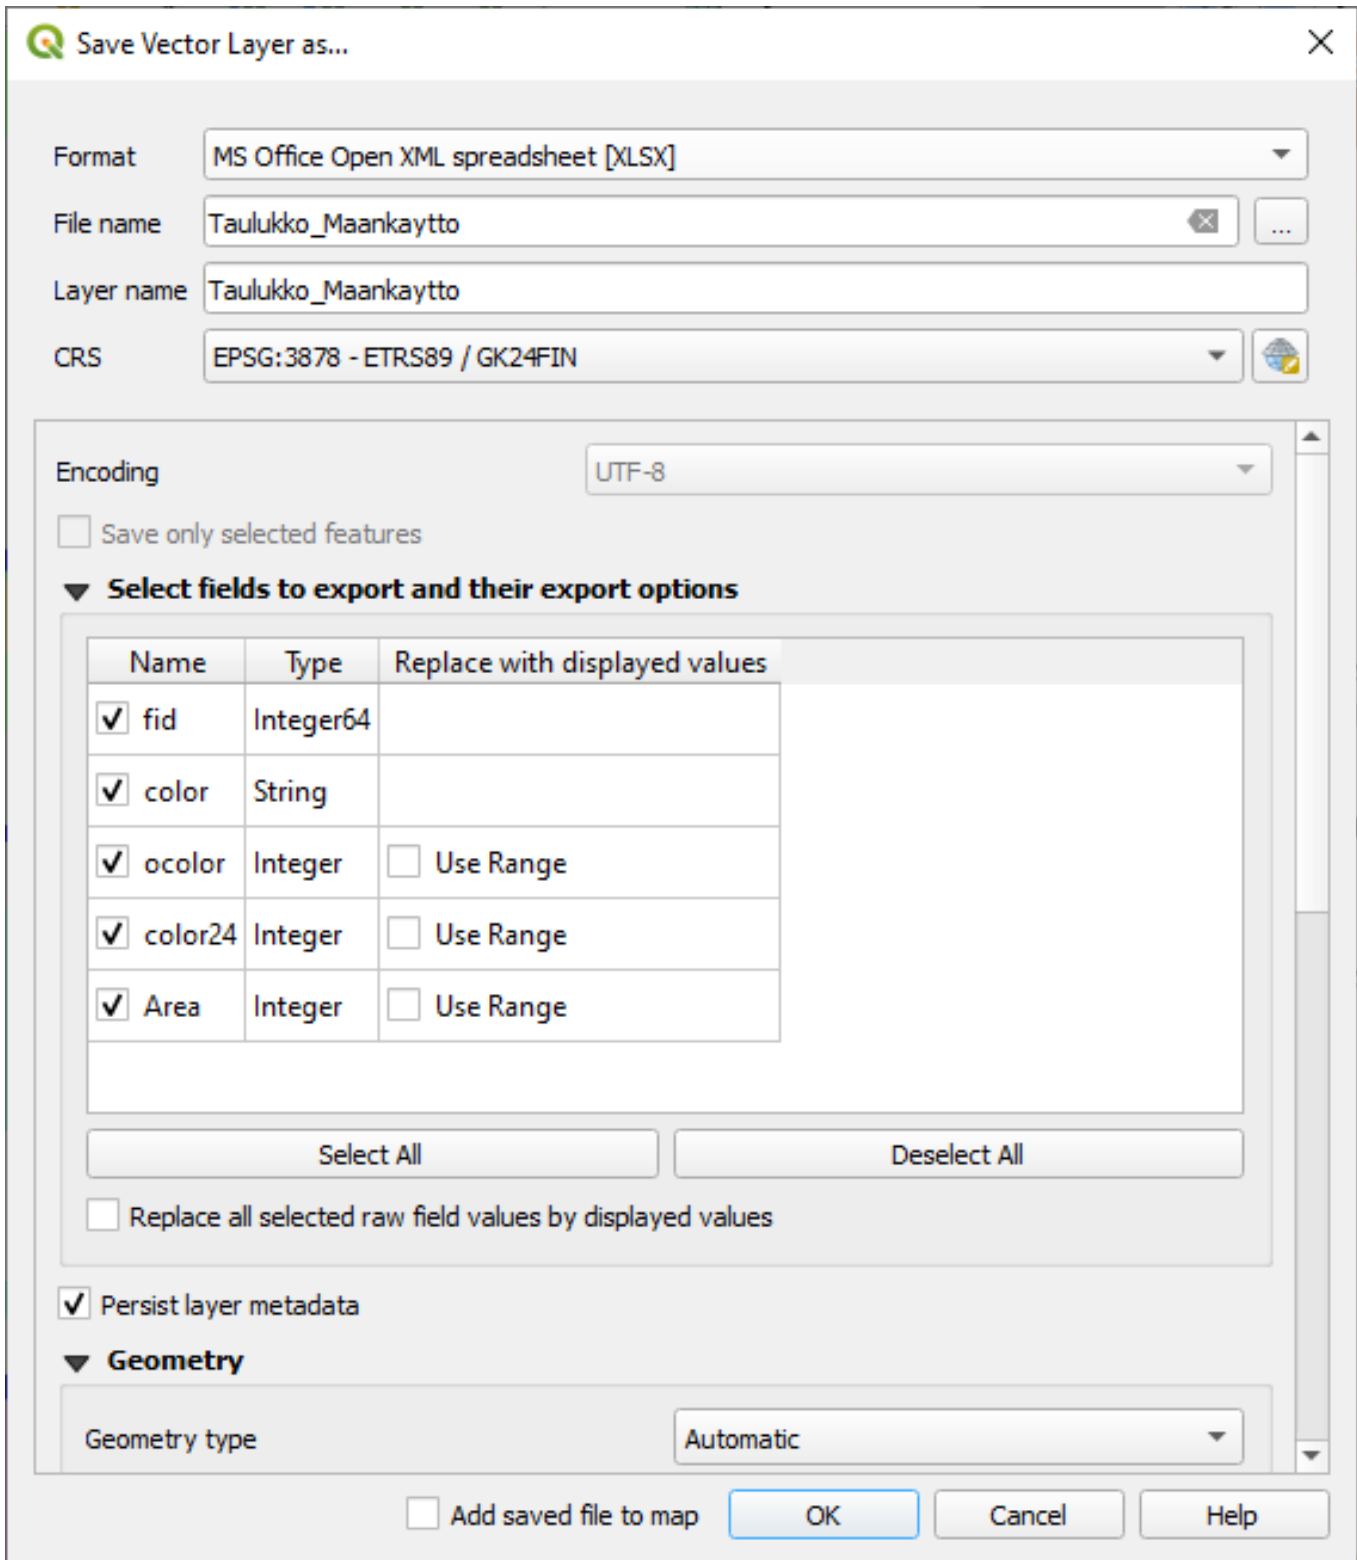 Save Vector Layer as...
Format MS Office Open XML spreadsheet [XLSX]
File name Taulukko_Maankaytto ...
Layer name Taulukko_Maankaytto
CRS EPSG:3878 - ETRS89 / GK24FIN
Encoding UTF-8
Save only selected features
Select fields to export and their export options
Name Type Replace with displayed values
fid Integer64
color String
ocolor Integer Use Range
color24 Integer Use Range
Area Integer Use Range
Select All Deselect All
Replace all selected raw field values by displayed values
Persist layer metadata
Geometry
Geometry type Automatic
Add saved file to map OK Cancel Help